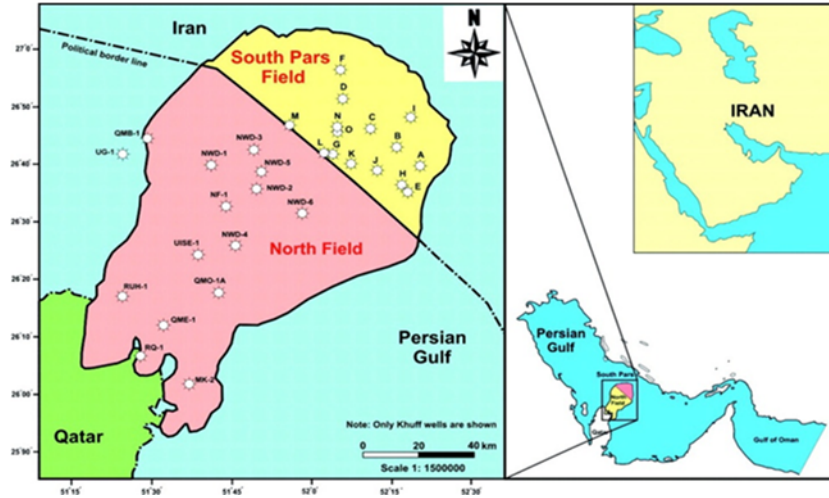 Iran
N
27° 0'
Political border line
South Pars
Field
F
D
26° 50'
I
M
N
O
C
QMB-1
B
UG-1
NWD-3
L
G
26° 40'
NWD-1
NWD-5
K
J
A
H
E
NWD-2
NF-1
NWD-6
26° 30'
NWD-4
North Field
UISE-1
26° 20'
RUH-1
QMO-1A
26° 10'
QME-1
Persian
Gulf
RQ-1
MK-2
26° 00'
Qatar
Note: Only Khuff wells are shown
0 20 40 km
Scale 1: 1500000
51° 15'
51° 30'
51° 45'
52° 0'
52° 15'
52° 30'
IRAN
Persian
Gulf
South Pars
North
Field
Qatar
Gulf of Oman